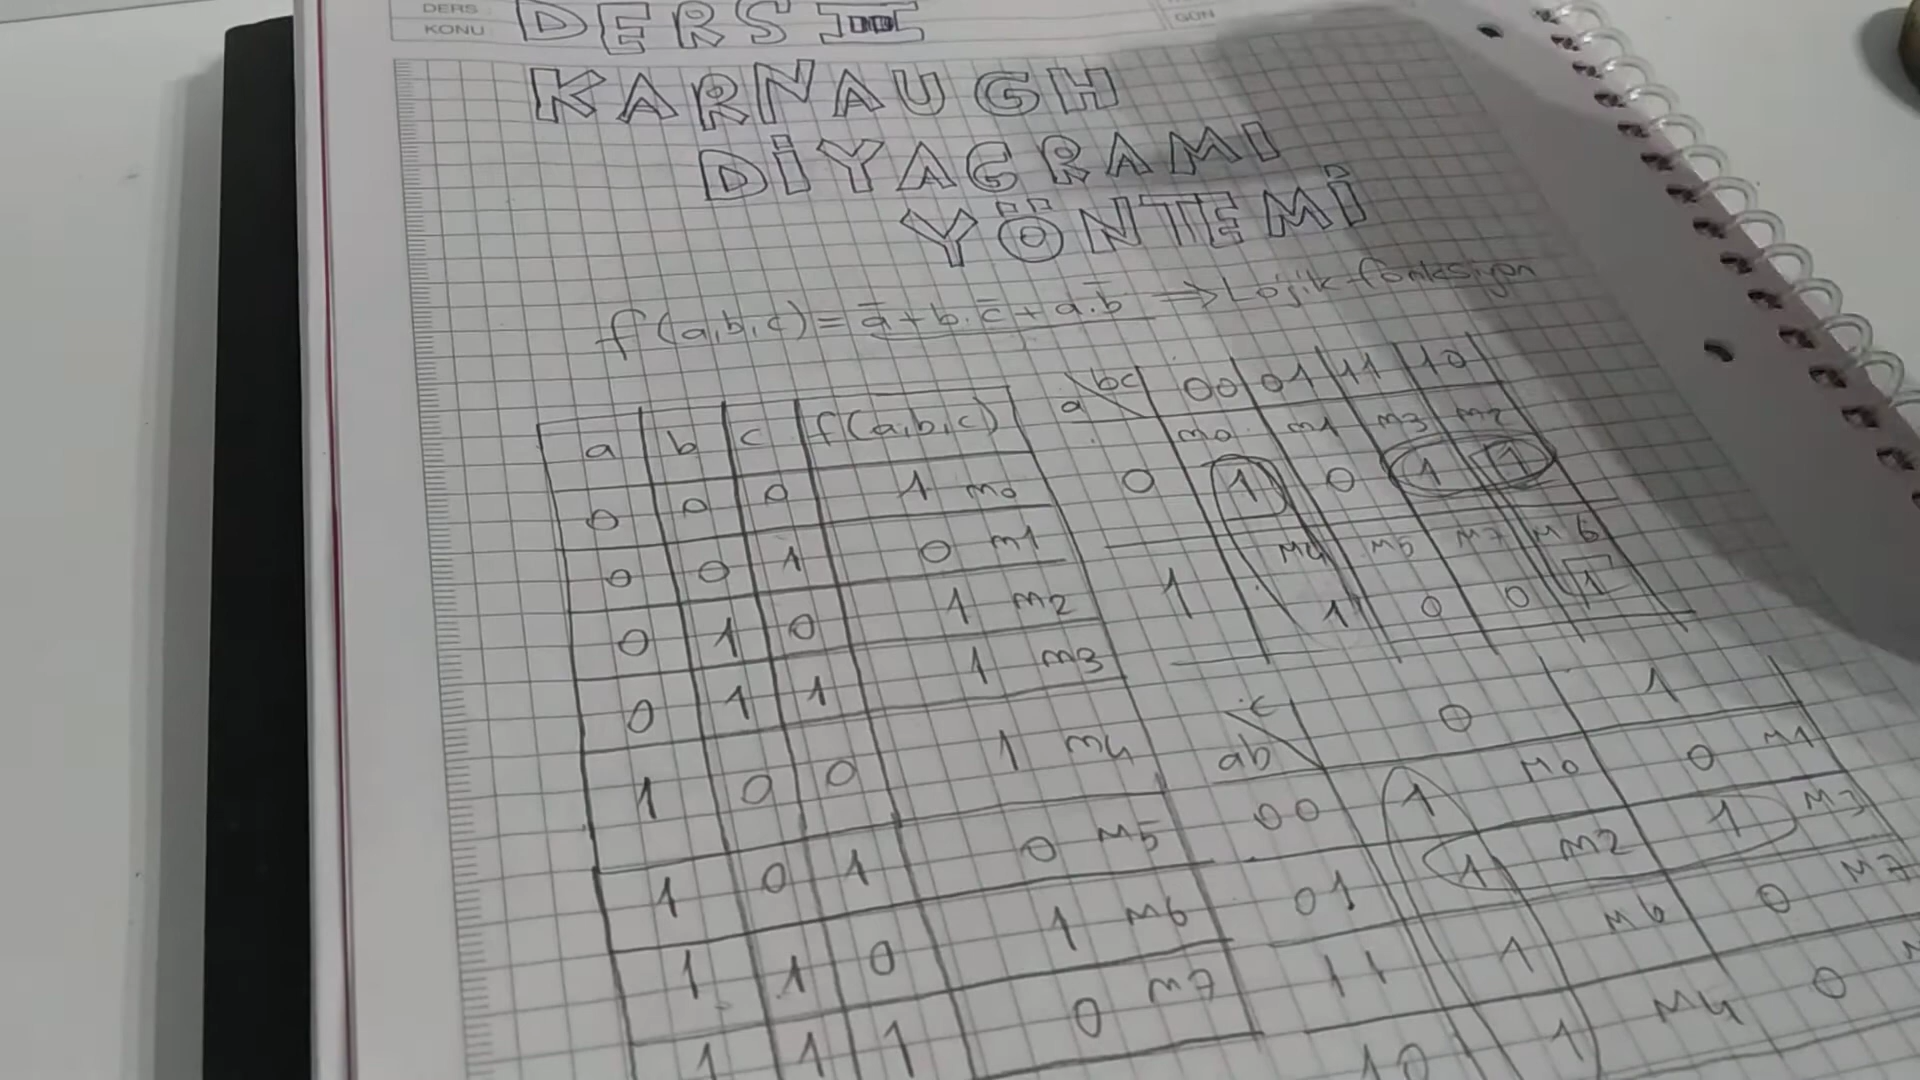 DERS
KONU
GÜN
DERS II
KARNAUGH
DİYAGRAMI
YÖNTEMİ
f(a,b,c) = a̅ + b.c̅ + a.b̅ ⇒ Lojik fonksiyon
a b c f(a,b,c)
0 0 0 1 m0
0 0 1 0 m1
0 1 0 1 m2
0 1 1 1 m3
1 0 0 1 m4
1 0 1 0 m5
1 1 0 1 m6
1 1 1 0 m7
a bc 00 01 11 10
m0 m1 m3 m2
0 1 0 1 1
m4 m5 m7 m6
1 1 0 0 1
ab c 0 1
00 1 m0 0 m1
01 1 m2 1 m3
11 1 m6 0 m7
10 1 m4 0